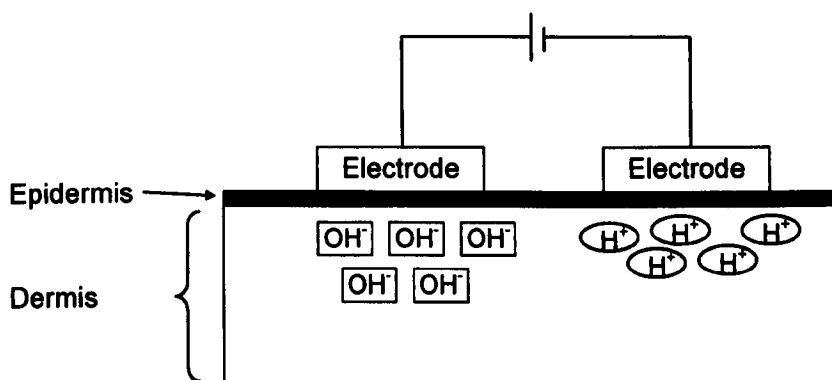 Electrode Electrode
Epidermis
OH⁻ OH⁻ OH⁻ H⁺ H⁺ H⁺
OH⁻ OH⁻ H⁺ H⁺
Dermis